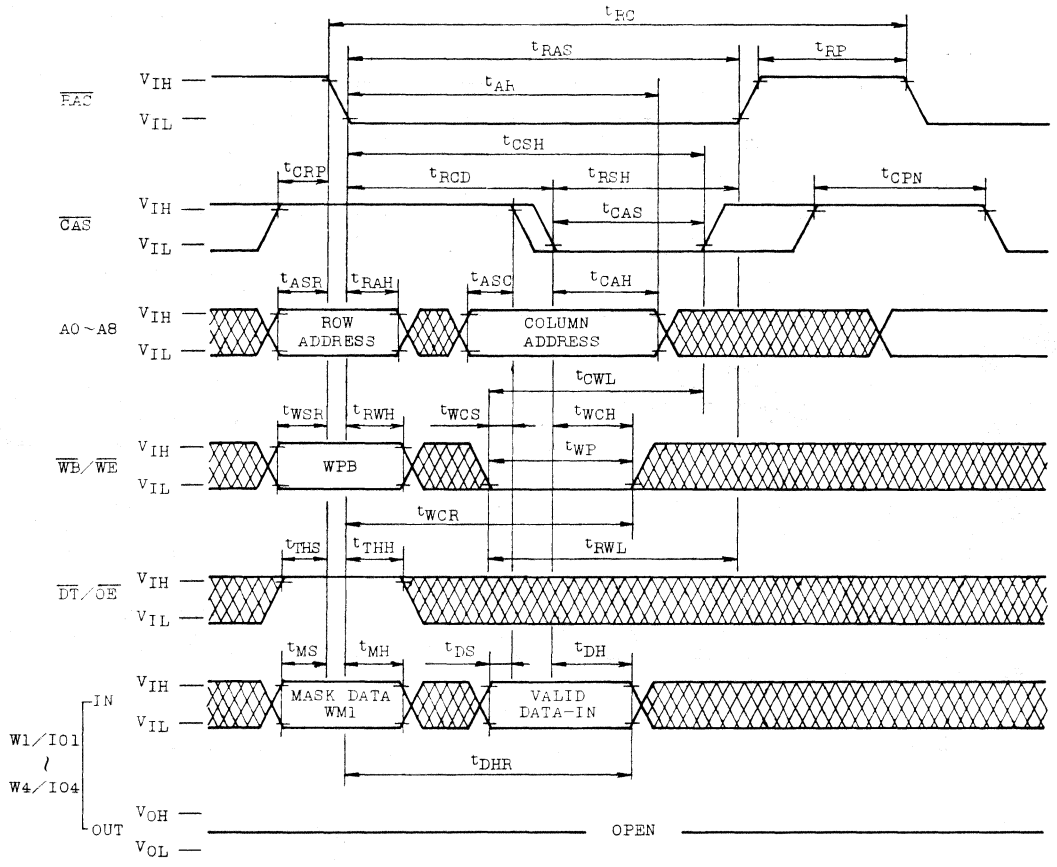 tRC
tRAS
tRP
tAR
RAS
VIH
VIL
tCSH
tCRP
tRCD
tRSH
tCPN
tCAS
CAS
VIH
VIL
tASR
tRAH
tASC
tCAH
A0~A8
VIH
VIL
ROW
ADDRESS
COLUMN
ADDRESS
tCWL
tWSR
tRWH
tWCS
tWCH
tWP
WB/WE
VIH
VIL
WPB
tWCR
tTHS
tTHH
tRWL
DT/OE
VIH
VIL
tMS
tMH
tDS
tDH
VIH
VIL
IN
MASK DATA
WM1
VALID
DATA-IN
tDHR
W1/IO1
~
W4/IO4
VOH
OUT
VOL
OPEN